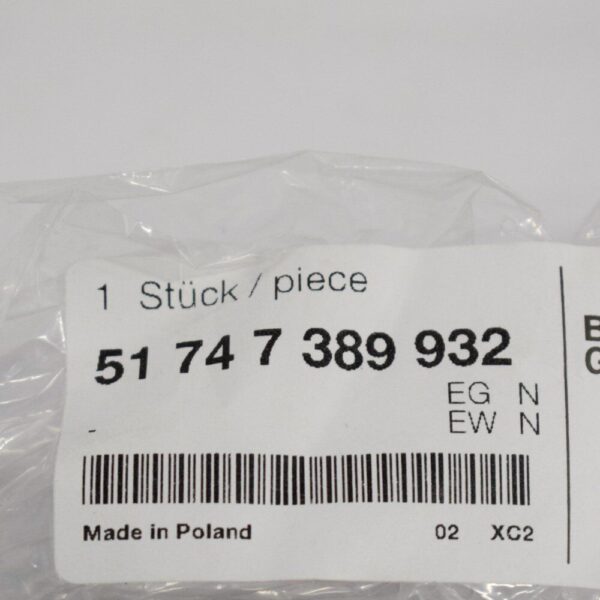 1 Stück / piece
51 74 7 389 932
EG N
EW N
-
Made in Poland 02 XC2